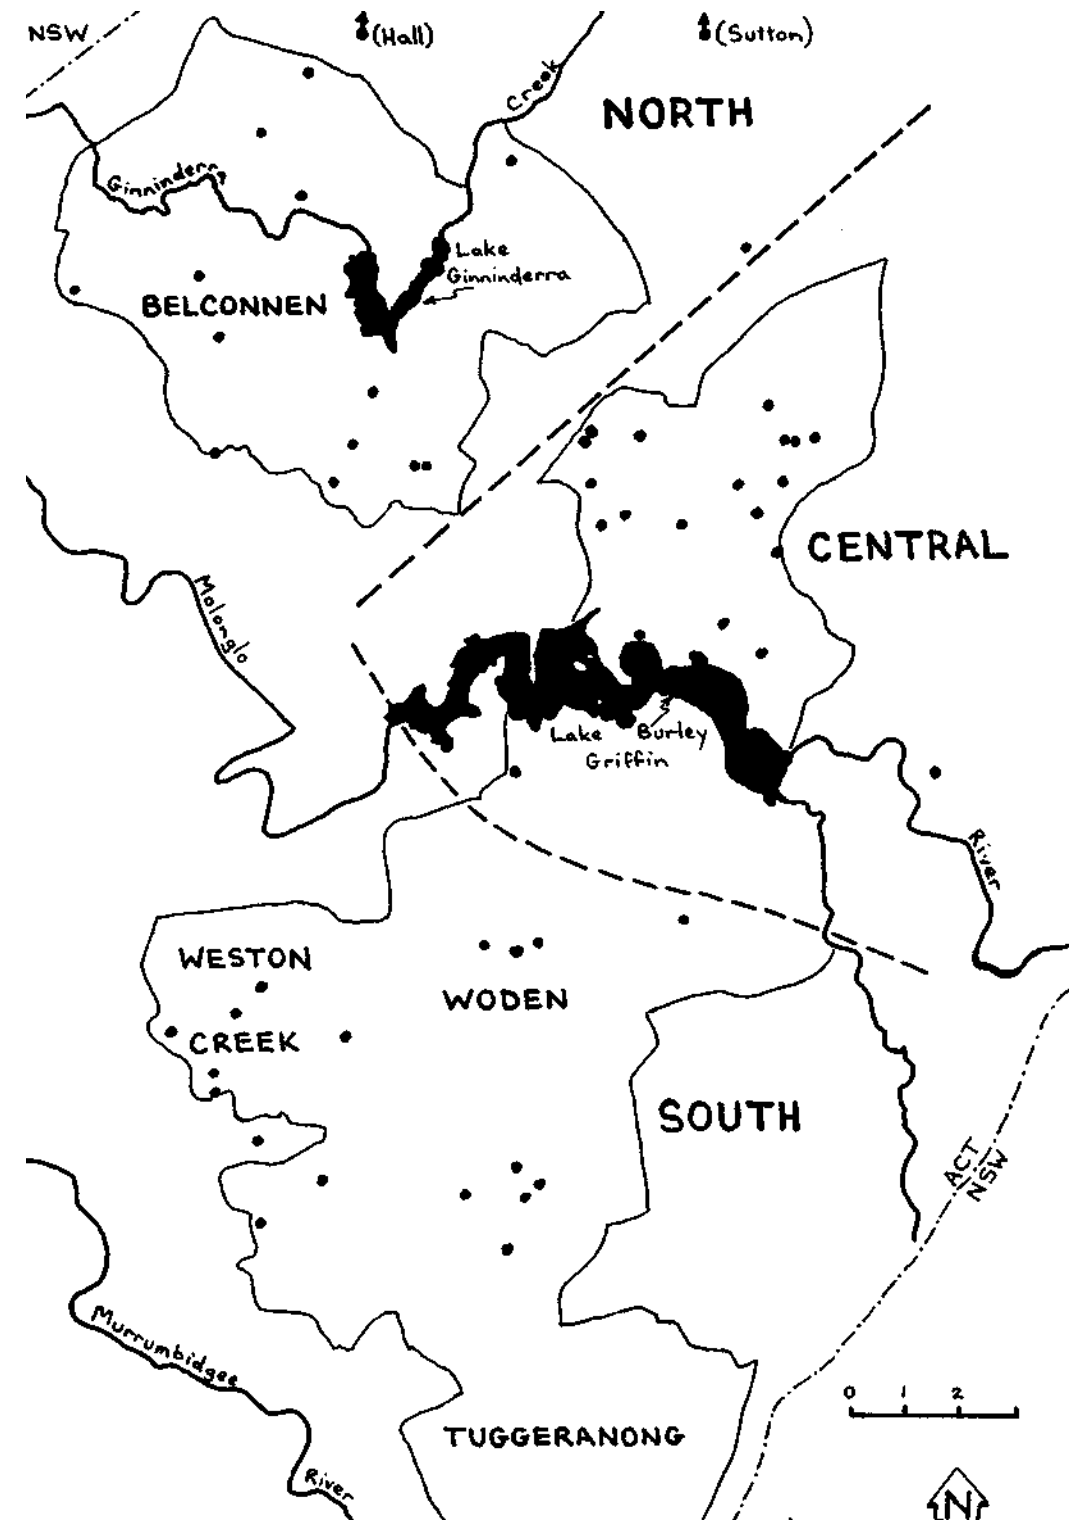 NSW
(Hall)
(Sutton)
Creek
NORTH
Ginninderra
Lake
Ginninderra
BELCONNEN
CENTRAL
Molonglo
Lake Burley
Griffin
River
WESTON
CREEK
WODEN
SOUTH
ACT
NSW
Murrumbidgee
River
TUGGERANONG
0 1 2
N